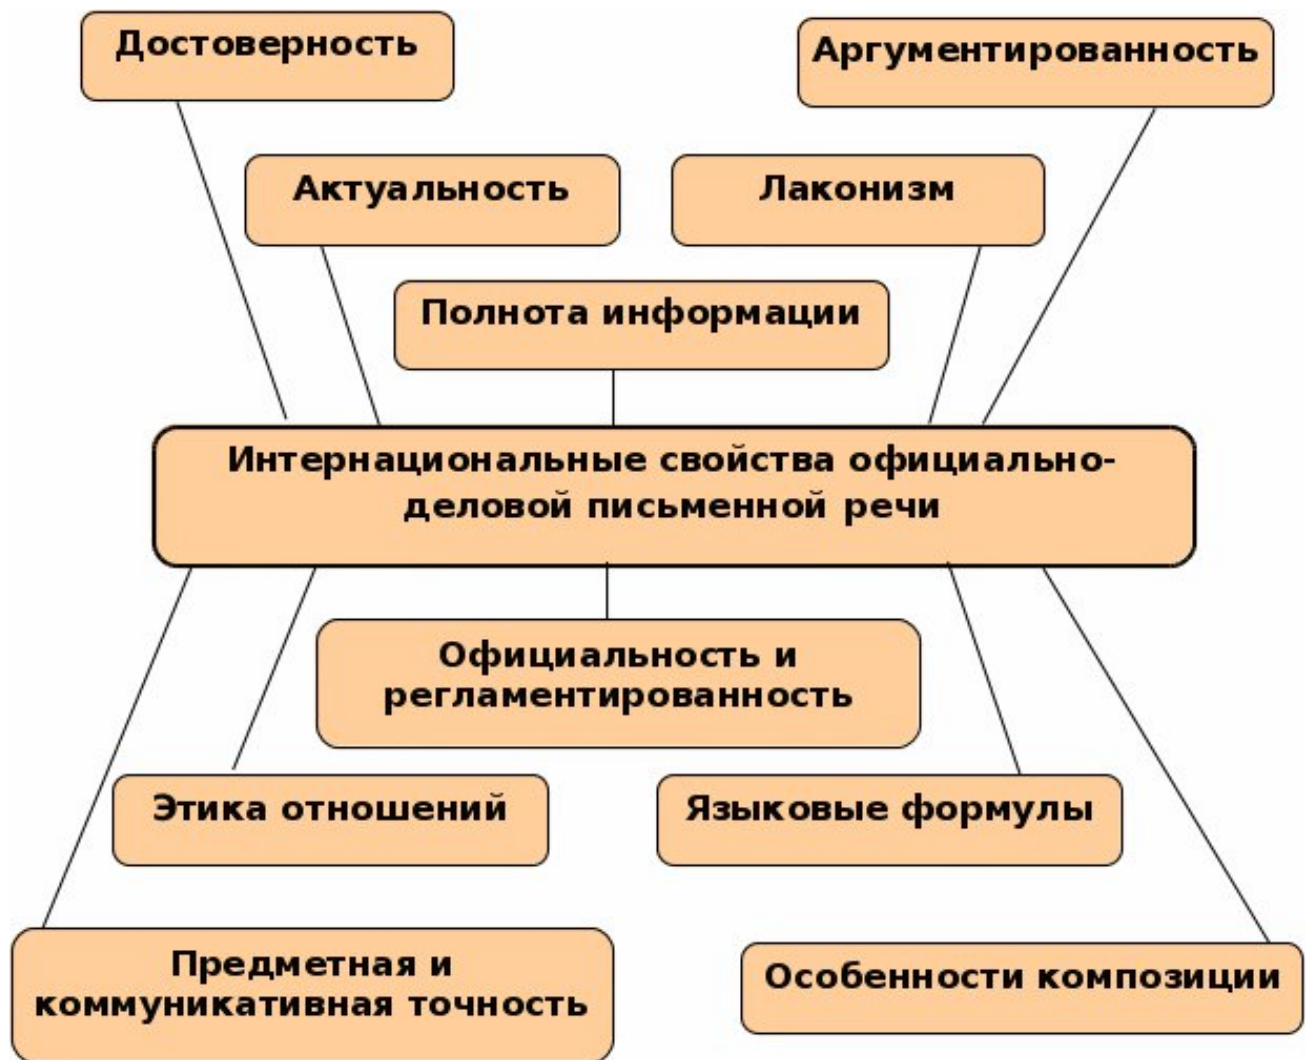 Достоверность
Аргументированность
Актуальность
Лаконизм
Полнота информации
Интернациональные свойства официально-
деловой письменной речи
Официальность и
регламентированность
Этика отношений
Языковые формулы
Предметная и
коммуникативная точность
Особенности композиции